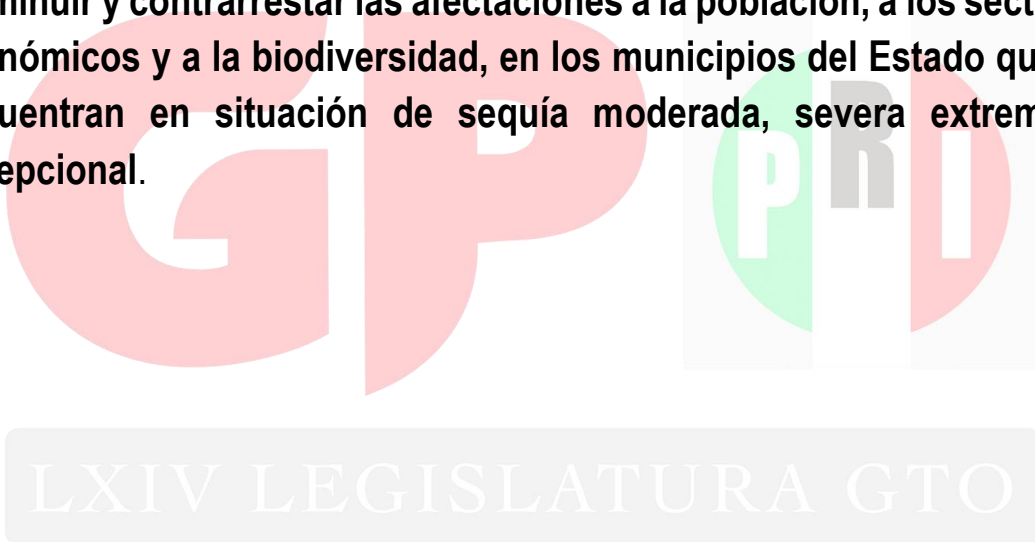 minuir y contrarrestar las afectaciones a la población, a los sect
nómicos y a la biodiversidad, en los municipios del Estado qu
uentran en situación de sequía moderada, severa extrem
epcional.
GP PRI
LXIV LEGISLATURA GTO